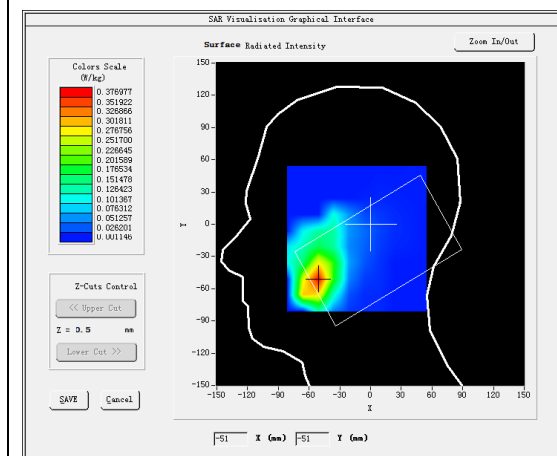 SAR Visualisation Graphical Interface
Surface Radiated Intensity
Zoom In/Out
Colors Scale
(W/kg)
0.376977
0.351922
0.326866
0.301811
0.276756
0.251700
0.226645
0.201589
0.176534
0.151478
0.126423
0.101367
0.076312
0.051257
0.026201
0.001146
Z-Cuts Control
<< Upper Cut
Z = 0.5 mm
Lower Cut >>
SAVE Cancel
150
120
90
60
30
0
-30
-60
-90
-120
-150
Y
-150 -120 -90 -60 -30 0 30 60 90 120 150
X
-51 X (mm) -51 Y (mm)